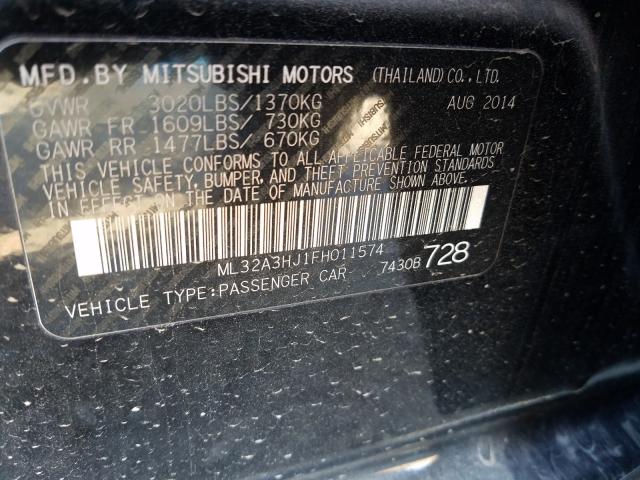 MFD. BY MITSUBISHI MOTORS (THAILAND) CO., LTD.
GVWR 3020LBS/1370KG AUG 2014
GAWR FR 1609LBS/ 730KG
GAWR RR 1477LBS/ 670KG
THIS VEHICLE CONFORMS TO ALL APPLICABLE FEDERAL MOTOR
VEHICLE SAFETY, BUMPER, AND THEFT PREVENTION STANDARDS
IN EFFECT ON THE DATE OF MANUFACTURE SHOWN ABOVE.
ML32A3HJ1FH011574
VEHICLE TYPE:PASSENGER CAR 7430B 728